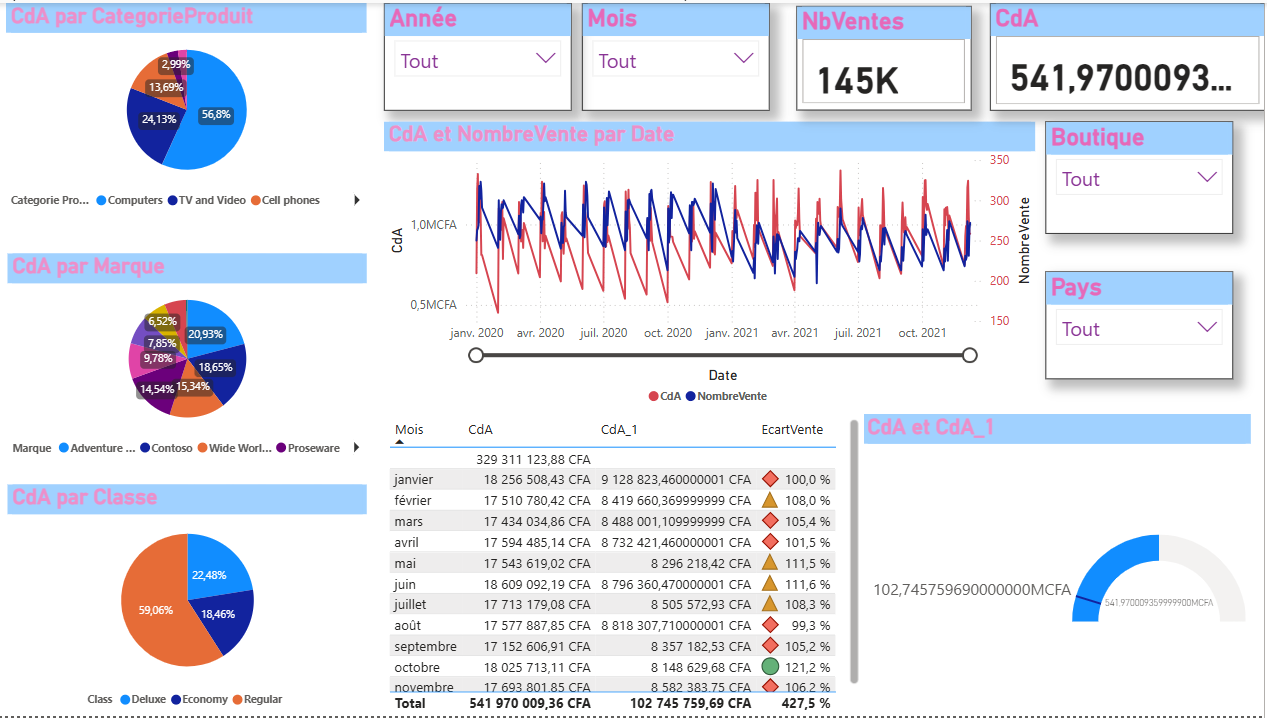 CdA par CategorieProduit
2,99%
13,69%
24,13%
56,8%
Categorie Pro... Computers TV and Video Cell phones
CdA par Marque
6,52%
20,93%
7,85%
9,78%
18,65%
14,54%
15,34%
Marque Adventure ... Contoso Wide Worl... Proseware
CdA par Classe
22,48%
59,06%
18,46%
Class Deluxe Economy Regular
Année
Tout
Mois
Tout
NbVentes
145K
CdA
541,9700093...
CdA et NombreVente par Date
350
300
1,0MCFA
250
200
0,5MCFA
150
CdA
NombreVente
janv. 2020 avr. 2020 juil. 2020 oct. 2020 janv. 2021 avr. 2021 juil. 2021 oct. 2021
Date
CdA NombreVente
Boutique
Tout
Pays
Tout
Mois CdA CdA_1 EcartVente
329 311 123,88 CFA
janvier 18 256 508,43 CFA 9 128 823,460000001 CFA 100,0 %
février 17 510 780,42 CFA 8 419 660,369999999 CFA 108,0 %
mars 17 434 034,86 CFA 8 488 001,109999999 CFA 105,4 %
avril 17 594 485,14 CFA 8 732 421,460000001 CFA 101,5 %
mai 17 543 619,02 CFA 8 296 218,42 CFA 111,5 %
juin 18 609 092,19 CFA 8 796 360,470000001 CFA 111,6 %
juillet 17 713 179,08 CFA 8 505 572,93 CFA 108,3 %
août 17 577 887,85 CFA 8 818 307,710000001 CFA 99,3 %
septembre 17 152 606,91 CFA 8 357 182,53 CFA 105,2 %
octobre 18 025 713,11 CFA 8 148 629,68 CFA 121,2 %
novembre 17 693 801,85 CFA 8 582 383,75 CFA 106,2 %
Total 541 970 009,36 CFA 102 745 759,69 CFA 427,5 %
CdA et CdA_1
102,745759690000000MCFA
541,970009359999900MCFA